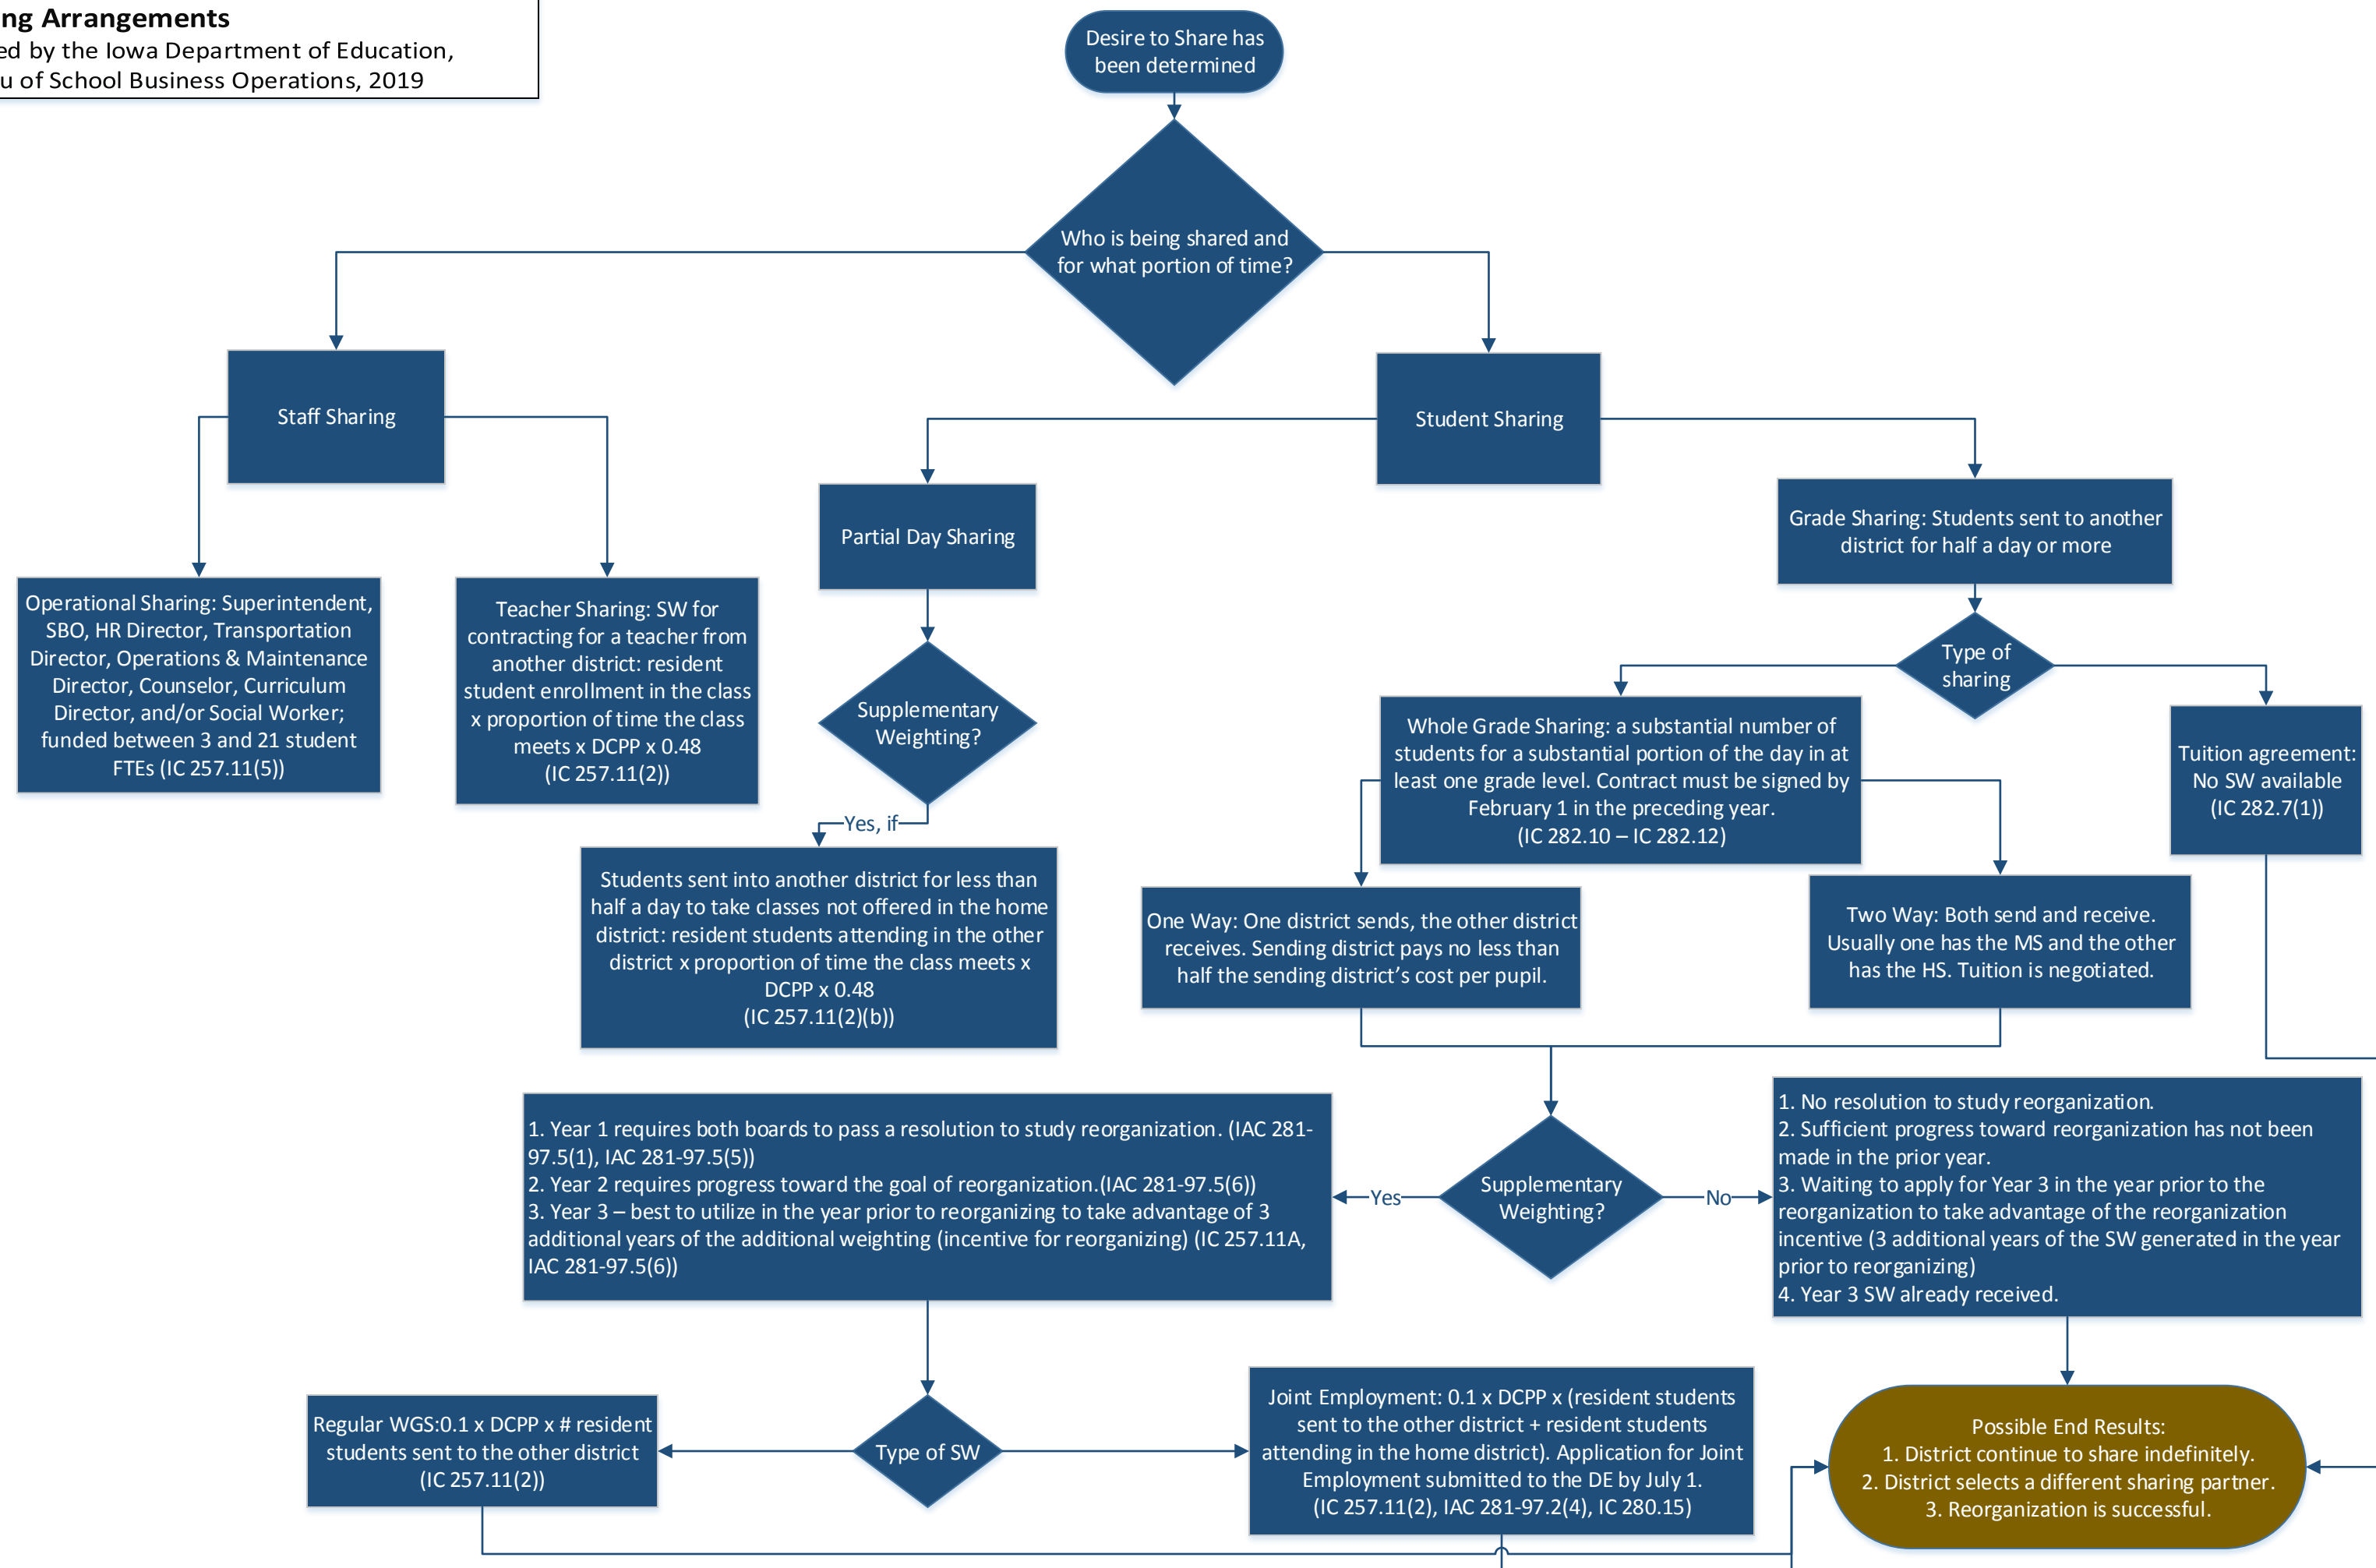 ng Arrangements
ed by the Iowa Department of Education,
u of School Business Operations, 2019
Desire to Share has
been determined
Who is being shared and
for what portion of time?
Staff Sharing
Student Sharing
Partial Day Sharing
Grade Sharing: Students sent to another
district for half a day or more
Operational Sharing: Superintendent,
SBO, HR Director, Transportation
Director, Operations & Maintenance
Director, Counselor, Curriculum
Director, and/or Social Worker;
funded between 3 and 21 student
FTEs (IC 257.11(5))
Teacher Sharing: SW for
contracting for a teacher from
another district: resident
student enrollment in the class
x proportion of time the class
meets x DCPP x 0.48
(IC 257.11(2))
Supplementary
Weighting?
Type of
sharing
Whole Grade Sharing: a substantial number of
students for a substantial portion of the day in at
least one grade level. Contract must be signed by
February 1 in the preceding year.
(IC 282.10 – IC 282.12)
Tuition agreement:
No SW available
(IC 282.7(1))
Yes, if
Students sent into another district for less than
half a day to take classes not offered in the home
district: resident students attending in the other
district x proportion of time the class meets x
DCPP x 0.48
(IC 257.11(2)(b))
One Way: One district sends, the other district
receives. Sending district pays no less than
half the sending district's cost per pupil.
Two Way: Both send and receive.
Usually one has the MS and the other
has the HS. Tuition is negotiated.
1. Year 1 requires both boards to pass a resolution to study reorganization. (IAC 281-
97.5(1), IAC 281-97.5(5))
2. Year 2 requires progress toward the goal of reorganization.(IAC 281-97.5(6))
3. Year 3 – best to utilize in the year prior to reorganizing to take advantage of 3
additional years of the additional weighting (incentive for reorganizing) (IC 257.11A,
IAC 281-97.5(6))
Yes
Supplementary
Weighting?
No
1. No resolution to study reorganization.
2. Sufficient progress toward reorganization has not been
made in the prior year.
3. Waiting to apply for Year 3 in the year prior to the
reorganization to take advantage of the reorganization
incentive (3 additional years of the SW generated in the year
prior to reorganizing)
4. Year 3 SW already received.
Regular WGS:0.1 x DCPP x # resident
students sent to the other district
(IC 257.11(2))
Type of SW
Joint Employment: 0.1 x DCPP x (resident students
sent to the other district + resident students
attending in the home district). Application for Joint
Employment submitted to the DE by July 1.
(IC 257.11(2), IAC 281-97.2(4), IC 280.15)
Possible End Results:
1. District continue to share indefinitely.
2. District selects a different sharing partner.
3. Reorganization is successful.